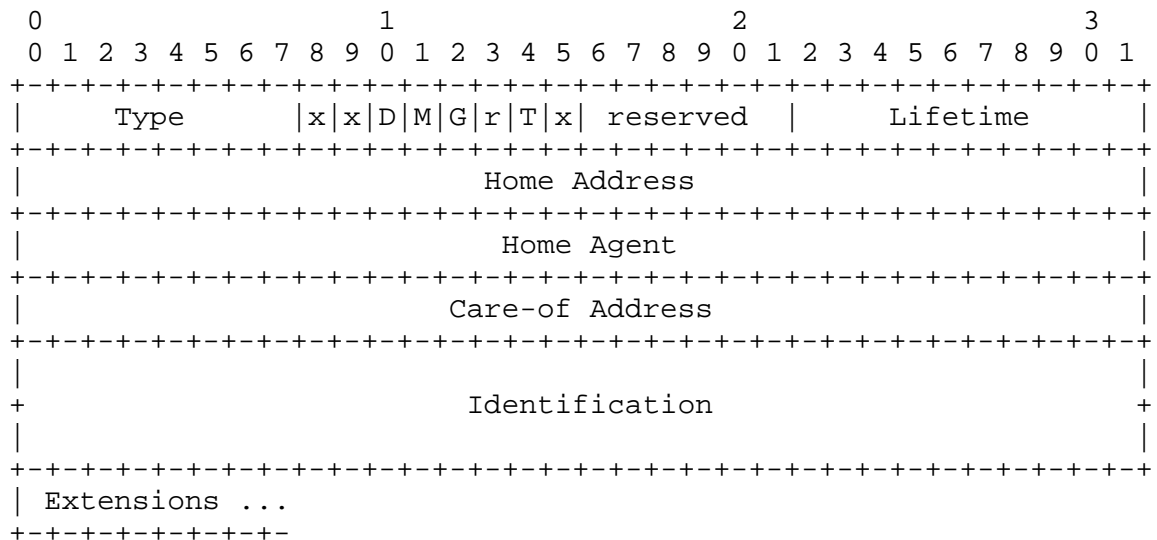 0                   1                   2                   3
 0 1 2 3 4 5 6 7 8 9 0 1 2 3 4 5 6 7 8 9 0 1 2 3 4 5 6 7 8 9 0 1
+-+-+-+-+-+-+-+-+-+-+-+-+-+-+-+-+-+-+-+-+-+-+-+-+-+-+-+-+-+-+-+-+
|     Type      |x|x|D|M|G|r|T|x| reserved  |     Lifetime      |
+-+-+-+-+-+-+-+-+-+-+-+-+-+-+-+-+-+-+-+-+-+-+-+-+-+-+-+-+-+-+-+-+
|                          Home Address                         |
+-+-+-+-+-+-+-+-+-+-+-+-+-+-+-+-+-+-+-+-+-+-+-+-+-+-+-+-+-+-+-+-+
|                           Home Agent                          |
+-+-+-+-+-+-+-+-+-+-+-+-+-+-+-+-+-+-+-+-+-+-+-+-+-+-+-+-+-+-+-+-+
|                        Care-of Address                        |
+-+-+-+-+-+-+-+-+-+-+-+-+-+-+-+-+-+-+-+-+-+-+-+-+-+-+-+-+-+-+-+-+
|                                                               |
+                         Identification                        +
|                                                               |
+-+-+-+-+-+-+-+-+-+-+-+-+-+-+-+-+-+-+-+-+-+-+-+-+-+-+-+-+-+-+-+-+
| Extensions ...
+-+-+-+-+-+-+-+-